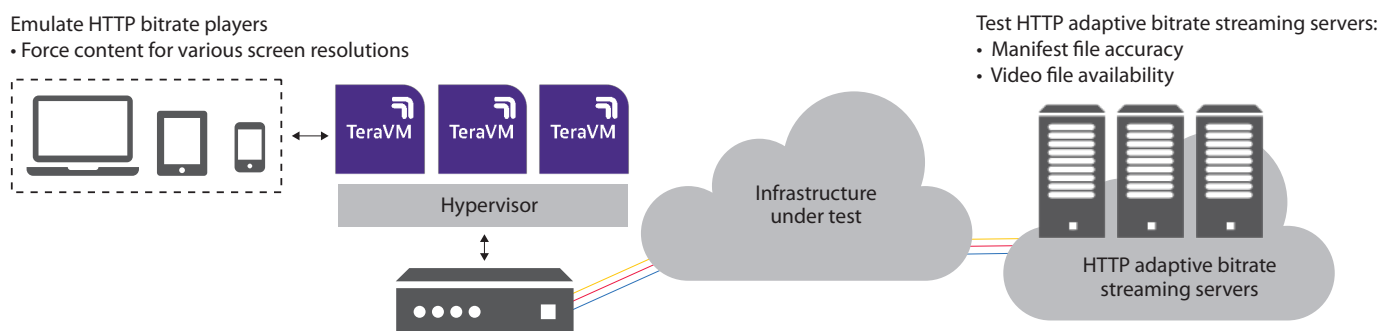 Emulate HTTP bitrate players
• Force content for various screen resolutions
TeraVM
TeraVM
TeraVM
Hypervisor
Infrastructure
under test
Test HTTP adaptive bitrate streaming servers:
• Manifest file accuracy
• Video file availability
HTTP adaptive bitrate
streaming servers